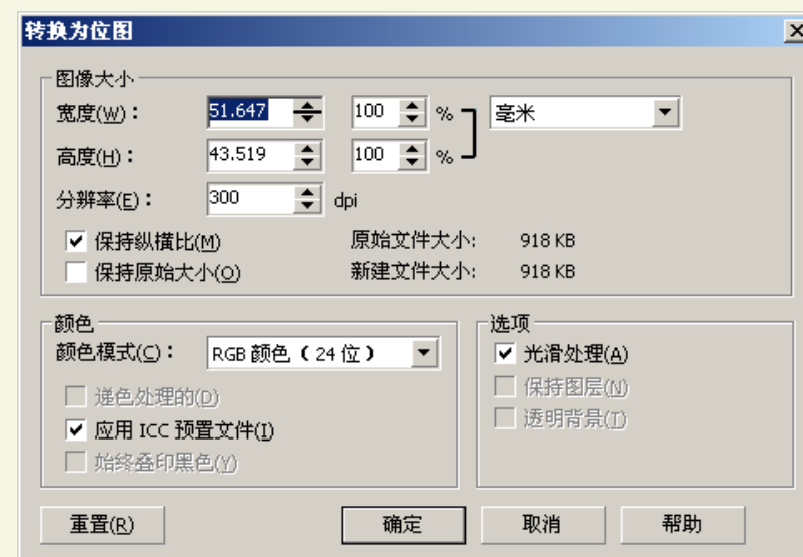 转换为位图
图像大小
宽度(W)： 51.647 100 % 毫米
高度(H)： 43.519 100 %
分辨率(E)： 300 dpi
保持纵横比(M) 原始文件大小: 918 KB
保持原始大小(O) 新建文件大小: 918 KB
颜色 选项
颜色模式(C)： RGB 颜色（24 位） 光滑处理(A)
递色处理的(D) 保持图层(N)
应用 ICC 预置文件(I) 透明背景(T)
始终叠印黑色(Y)
重置(R) 确定 取消 帮助